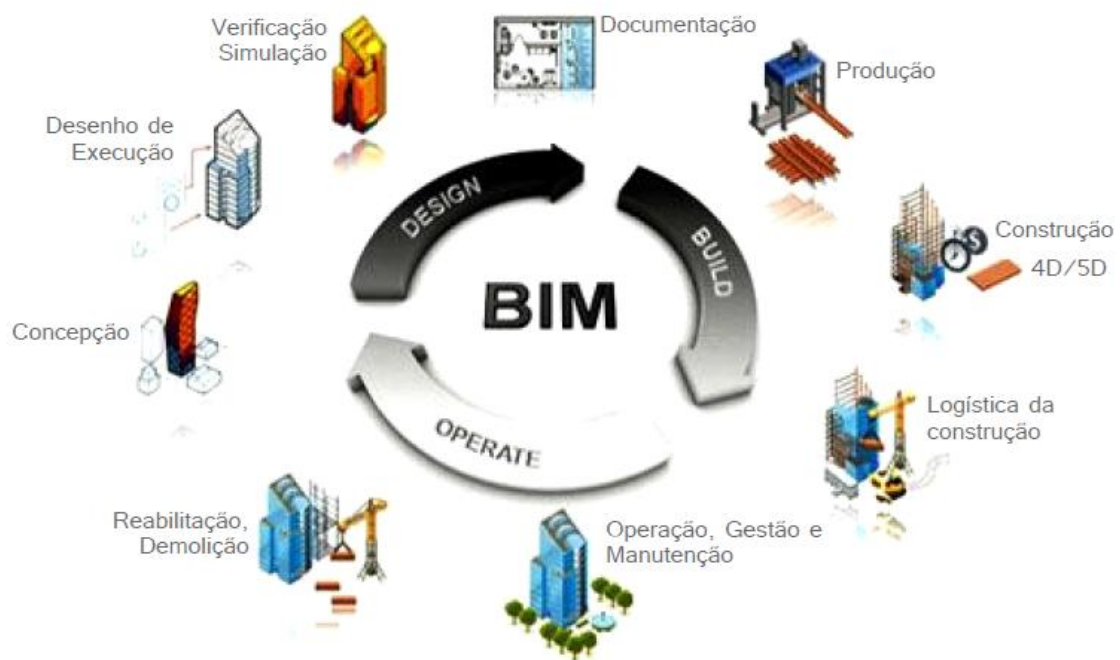 Verificação
Simulação
Documentação
Produção
Desenho de
Execução
DESIGN
BUILD
Construção
4D/5D
BIM
Concepção
Logística da
construção
OPERATE
Reabilitação,
Demolição
Operação, Gestão e
Manutenção